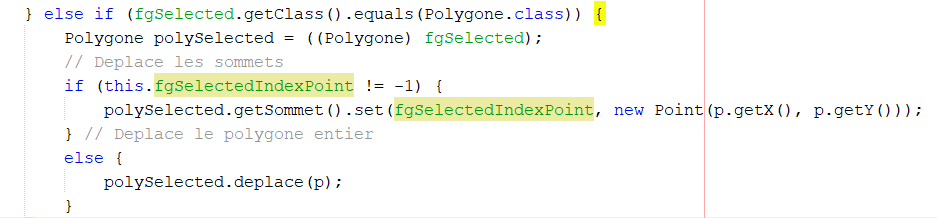 } else if (fgSelected.getClass().equals(Polygone.class)) {
Polygone polySelected = ((Polygone) fgSelected);
// Deplace les sommets
if (this.fgSelectedIndexPoint != -1) {
polySelected.getSommet().set(fgSelectedIndexPoint, new Point(p.getX(), p.getY()));
} // Deplace le polygone entier
else {
polySelected.deplace(p);
}